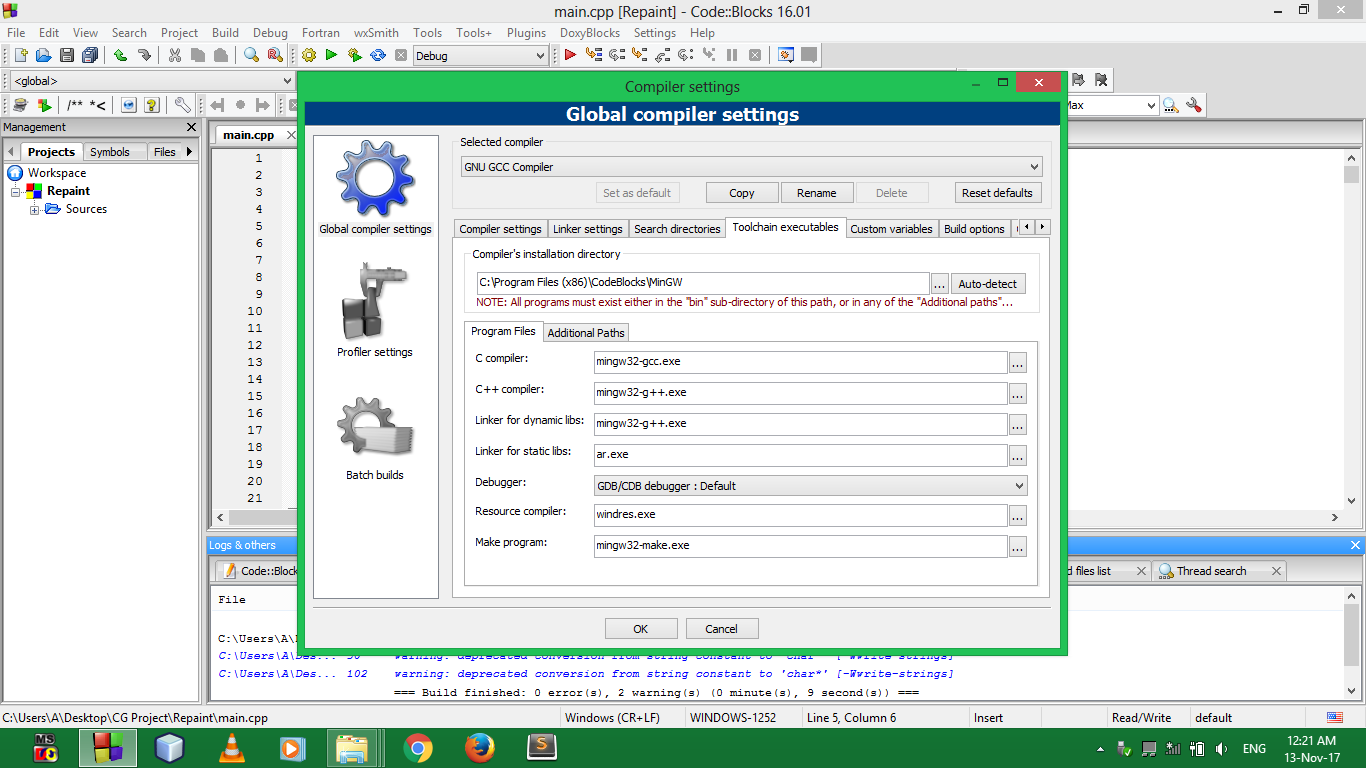 main.cpp [Repaint] - Code::Blocks 16.01
File Edit View Search Project Build Debug Fortran wxSmith Tools Tools+ Plugins DoxyBlocks Settings Help
Debug
<global>
/** *<
Management
Projects Symbols Files
Workspace
Repaint
Sources
main.cpp
1
2
3
4
5
6
7
8
9
10
11
12
13
14
15
16
17
18
19
20
21
Compiler settings
Global compiler settings
Global compiler settings
Profiler settings
Batch builds
Selected compiler
GNU GCC Compiler
Set as default Copy Rename Delete Reset defaults
Compiler settings Linker settings Search directories Toolchain executables Custom variables Build options
Compiler's installation directory
C:\Program Files (x86)\CodeBlocks\MinGW ... Auto-detect
NOTE: All programs must exist either in the "bin" sub-directory of this path, or in any of the "Additional paths"...
Program Files Additional Paths
C compiler: mingw32-gcc.exe ...
C++ compiler: mingw32-g++.exe ...
Linker for dynamic libs: mingw32-g++.exe ...
Linker for static libs: ar.exe ...
Debugger: GDB/CDB debugger : Default
Resource compiler: windres.exe ...
Make program: mingw32-make.exe ...
OK Cancel
Logs & others
Code::Block
d files list Thread search
File
C:\Users\A\D
C:\Users\A\Des... warning: deprecated conversion from string constant to 'char*' [-Wwrite-strings]
C:\Users\A\Des... 102 warning: deprecated conversion from string constant to 'char*' [-Wwrite-strings]
=== Build finished: 0 error(s), 2 warning(s) (0 minute(s), 9 second(s)) ===
C:\Users\A\Desktop\CG Project\Repaint\main.cpp Windows (CR+LF) WINDOWS-1252 Line 5, Column 6 Insert Read/Write default
MS
S
ENG
12:21 AM
13-Nov-17